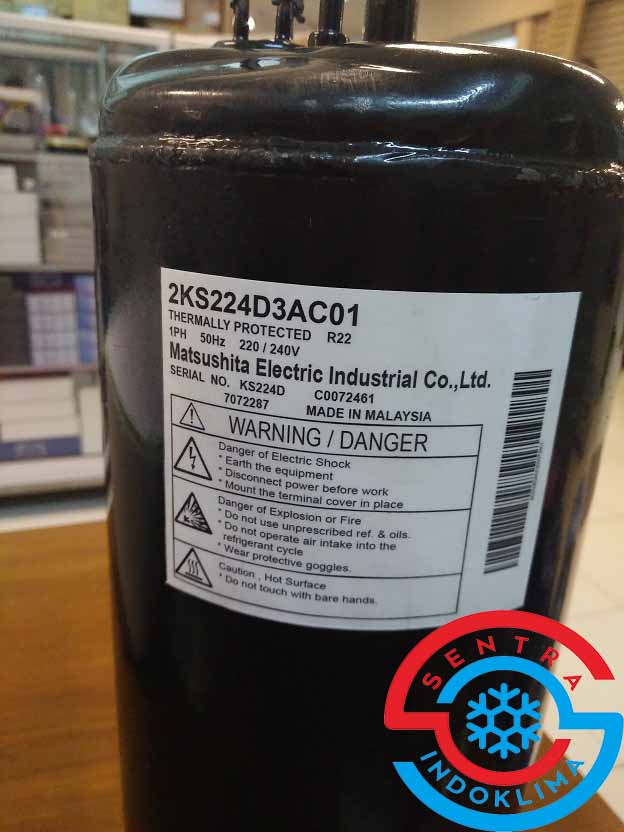 2KS224D3AC01
THERMALLY PROTECTED R22
1PH 50Hz 220 / 240V
Matsushita Electric Industrial Co.,Ltd.
SERIAL NO. KS224D C0072461
7072287 MADE IN MALAYSIA
WARNING / DANGER
Danger of Electric Shock
* Earth the equipment
* Disconnect power before work
* Mount the terminal cover in place
Danger of Explosion or Fire
* Do not use unprescribed ref. & oils.
* Do not operate air intake into the
refrigerant cycle
* Wear protective goggles.
Caution , Hot Surface
* Do not touch with bare hands.
SENTRA
INDOKLIMA